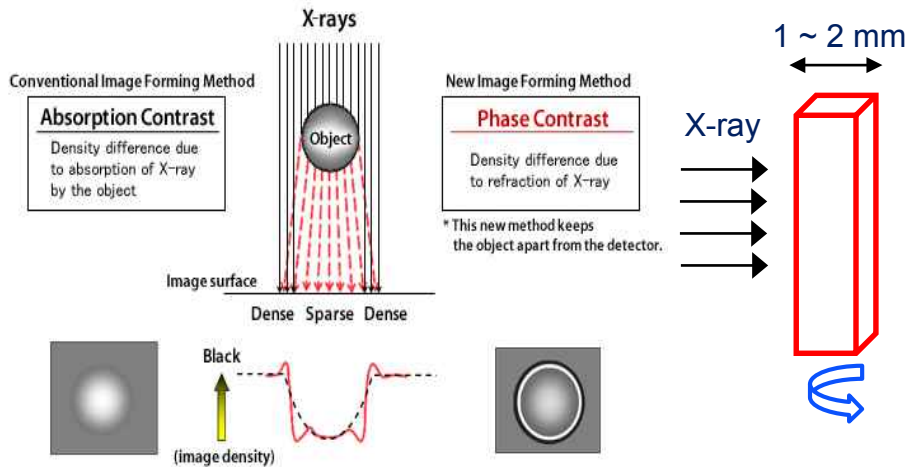 X-rays
Conventional Image Forming Method
Absorption Contrast
Density difference due
to absorption of X-ray
by the object
Object
New Image Forming Method
Phase Contrast
Density difference due
to refraction of X-ray
* This new method keeps
the object apart from the detector.
Image surface
Dense Sparse Dense
Black
(image density)
1 ~ 2 mm
X-ray